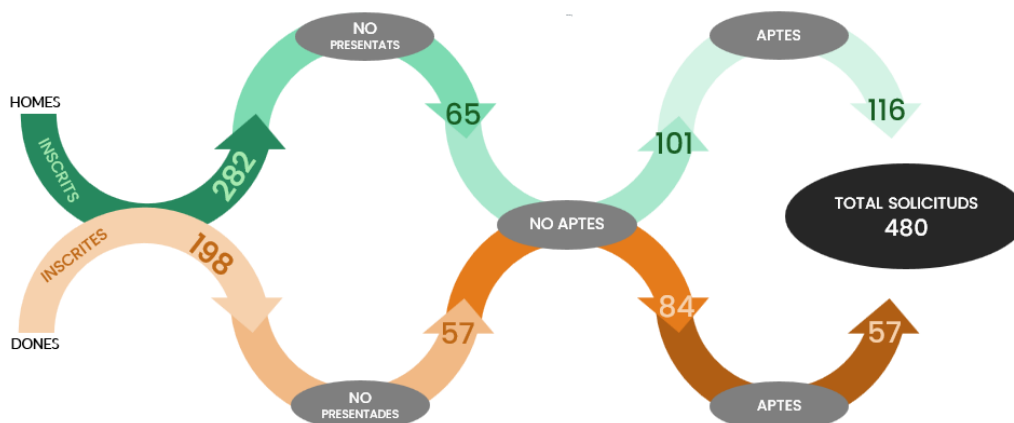 HOMES
INSCRITS
282
NO
PRESENTATS
65
NO APTES
101
APTES
116
TOTAL SOLICITUDS
480
DONES
INSCRITES
198
NO
PRESENTADES
57
84
APTES
57